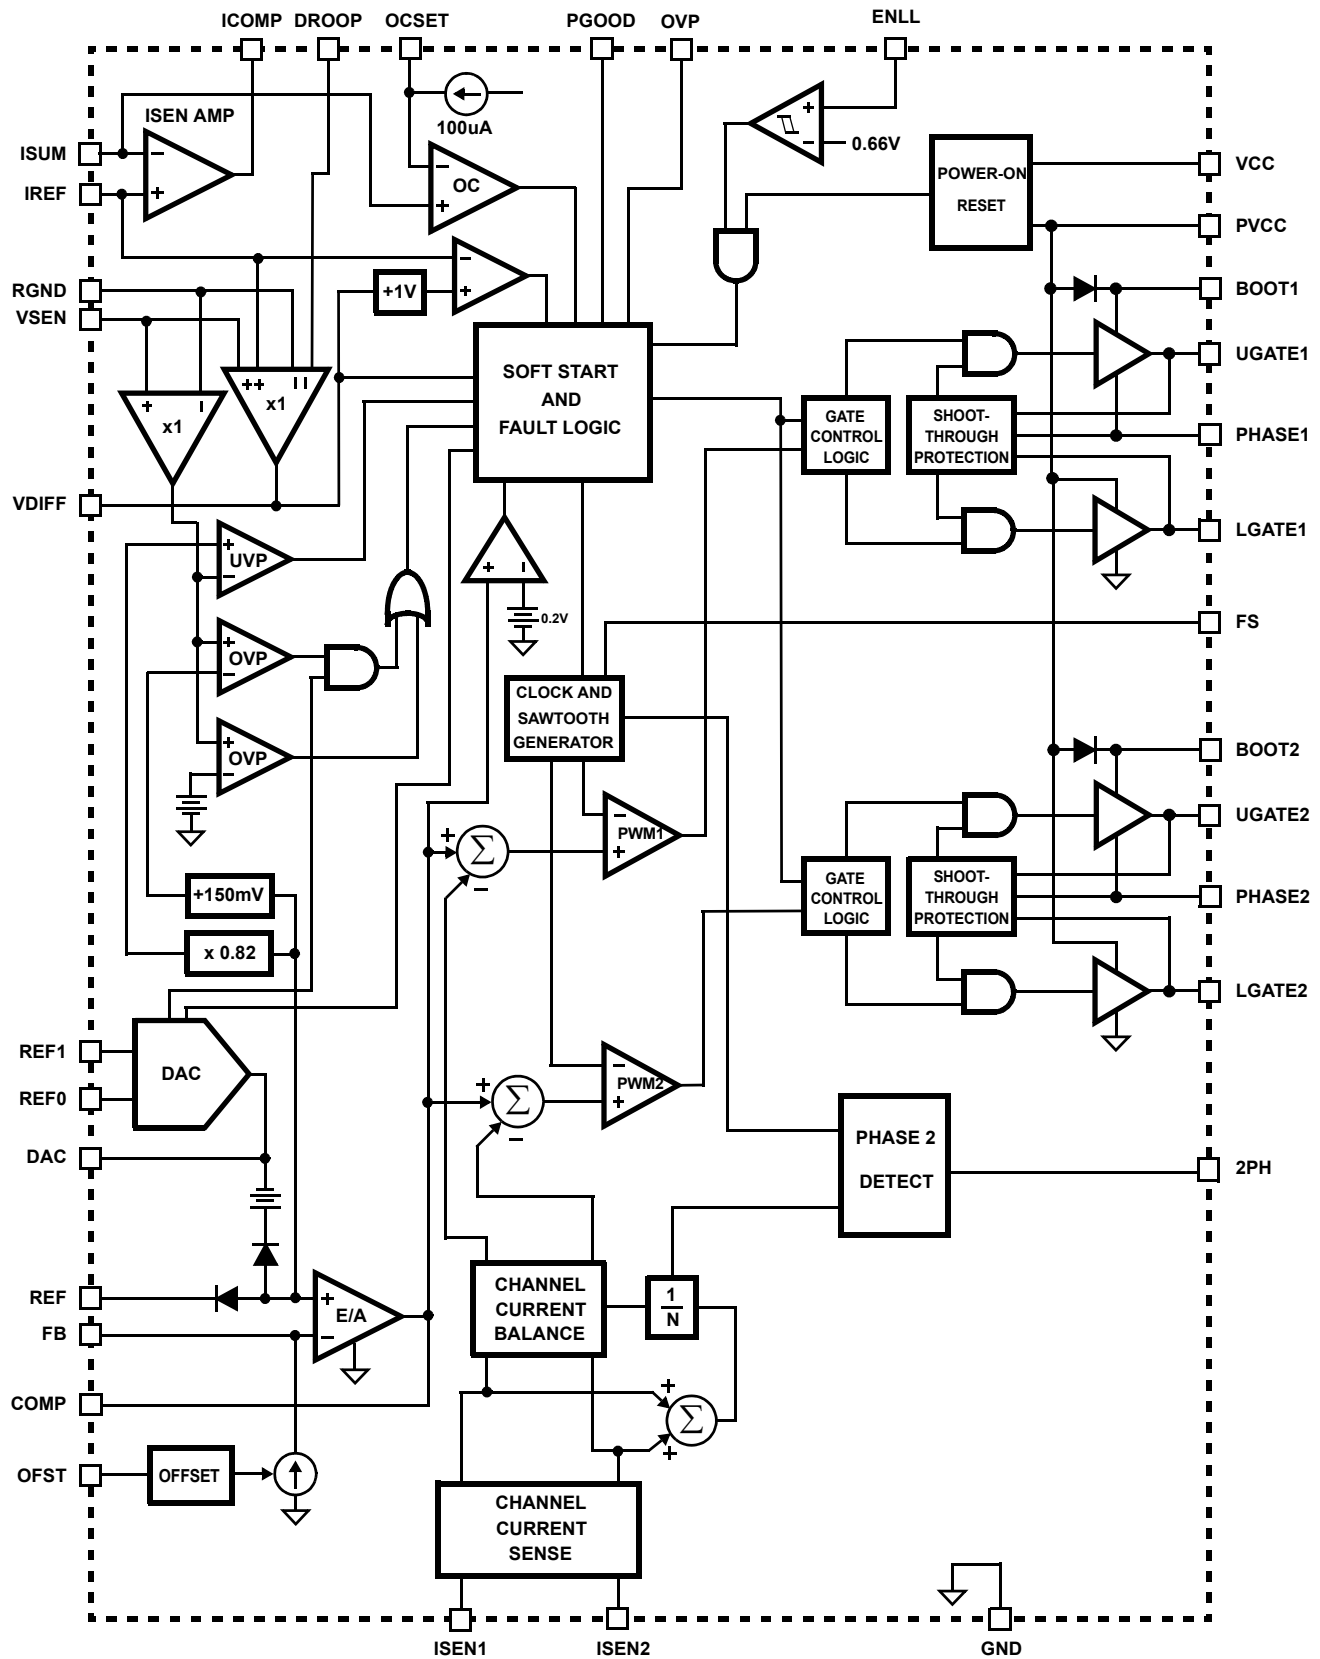 ICOMP DROOP OCSET PGOOD OVP ENLL
ISEN AMP
100uA
ISUM
−
+
IREF
−
OC
+
+
−
0.66V
POWER-ON
RESET
VCC
PVCC
RGND
VSEN
+1V
−
+
BOOT1
UGATE1
SOFT START
AND
FAULT LOGIC
+ −
x1
++ − −
x1
GATE
CONTROL
LOGIC
SHOOT-
THROUGH
PROTECTION
PHASE1
VDIFF
LGATE1
+
UVP
−
+ −
0.2V
FS
+
OVP
−
CLOCK AND
SAWTOOTH
GENERATOR
+
OVP
−
BOOT2
−
PWM1
+
UGATE2
+
Σ
−
+150mV
GATE
CONTROL
LOGIC
SHOOT-
THROUGH
PROTECTION
PHASE2
x 0.82
LGATE2
REF1
DAC
REF0
−
PWM2
+
+
Σ
−
PHASE 2
DETECT
DAC
2PH
REF
+
E/A
−
FB
CHANNEL
CURRENT
BALANCE
1
N
COMP
+
Σ
+
OFST
OFFSET
CHANNEL
CURRENT
SENSE
ISEN1 ISEN2 GND